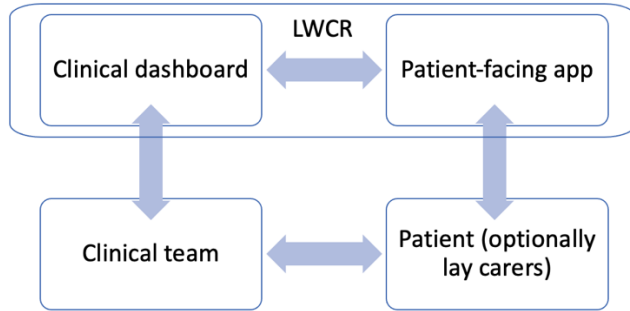 LWCR
Clinical dashboard
Patient-facing app
Clinical team
Patient (optionally
lay carers)